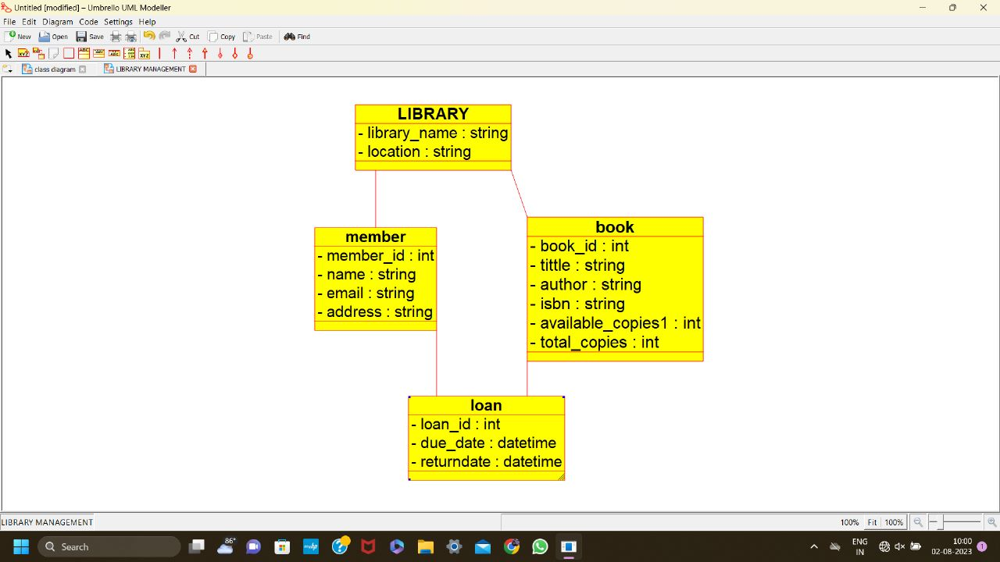 Untitled [modified] – Umbrello UML Modeller
File Edit Diagram Code Settings Help
New Open Save Cut Copy Paste Find
class diagram LIBRARY MANAGEMENT
LIBRARY
- library_name : string
- location : string
member
- member_id : int
- name : string
- email : string
- address : string
book
- book_id : int
- tittle : string
- author : string
- isbn : string
- available_copies1 : int
- total_copies : int
loan
- loan_id : int
- due_date : datetime
- returndate : datetime
LIBRARY MANAGEMENT 100% Fit 100%
Search 86° myhp ENG 10:00 1
IN 02-08-2023